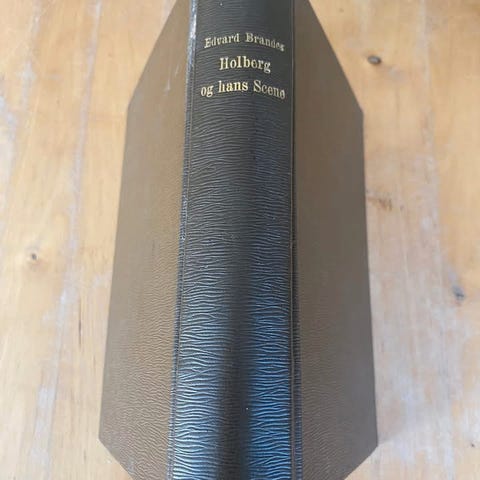 Edvard Brandes
Holberg
og hans Scene